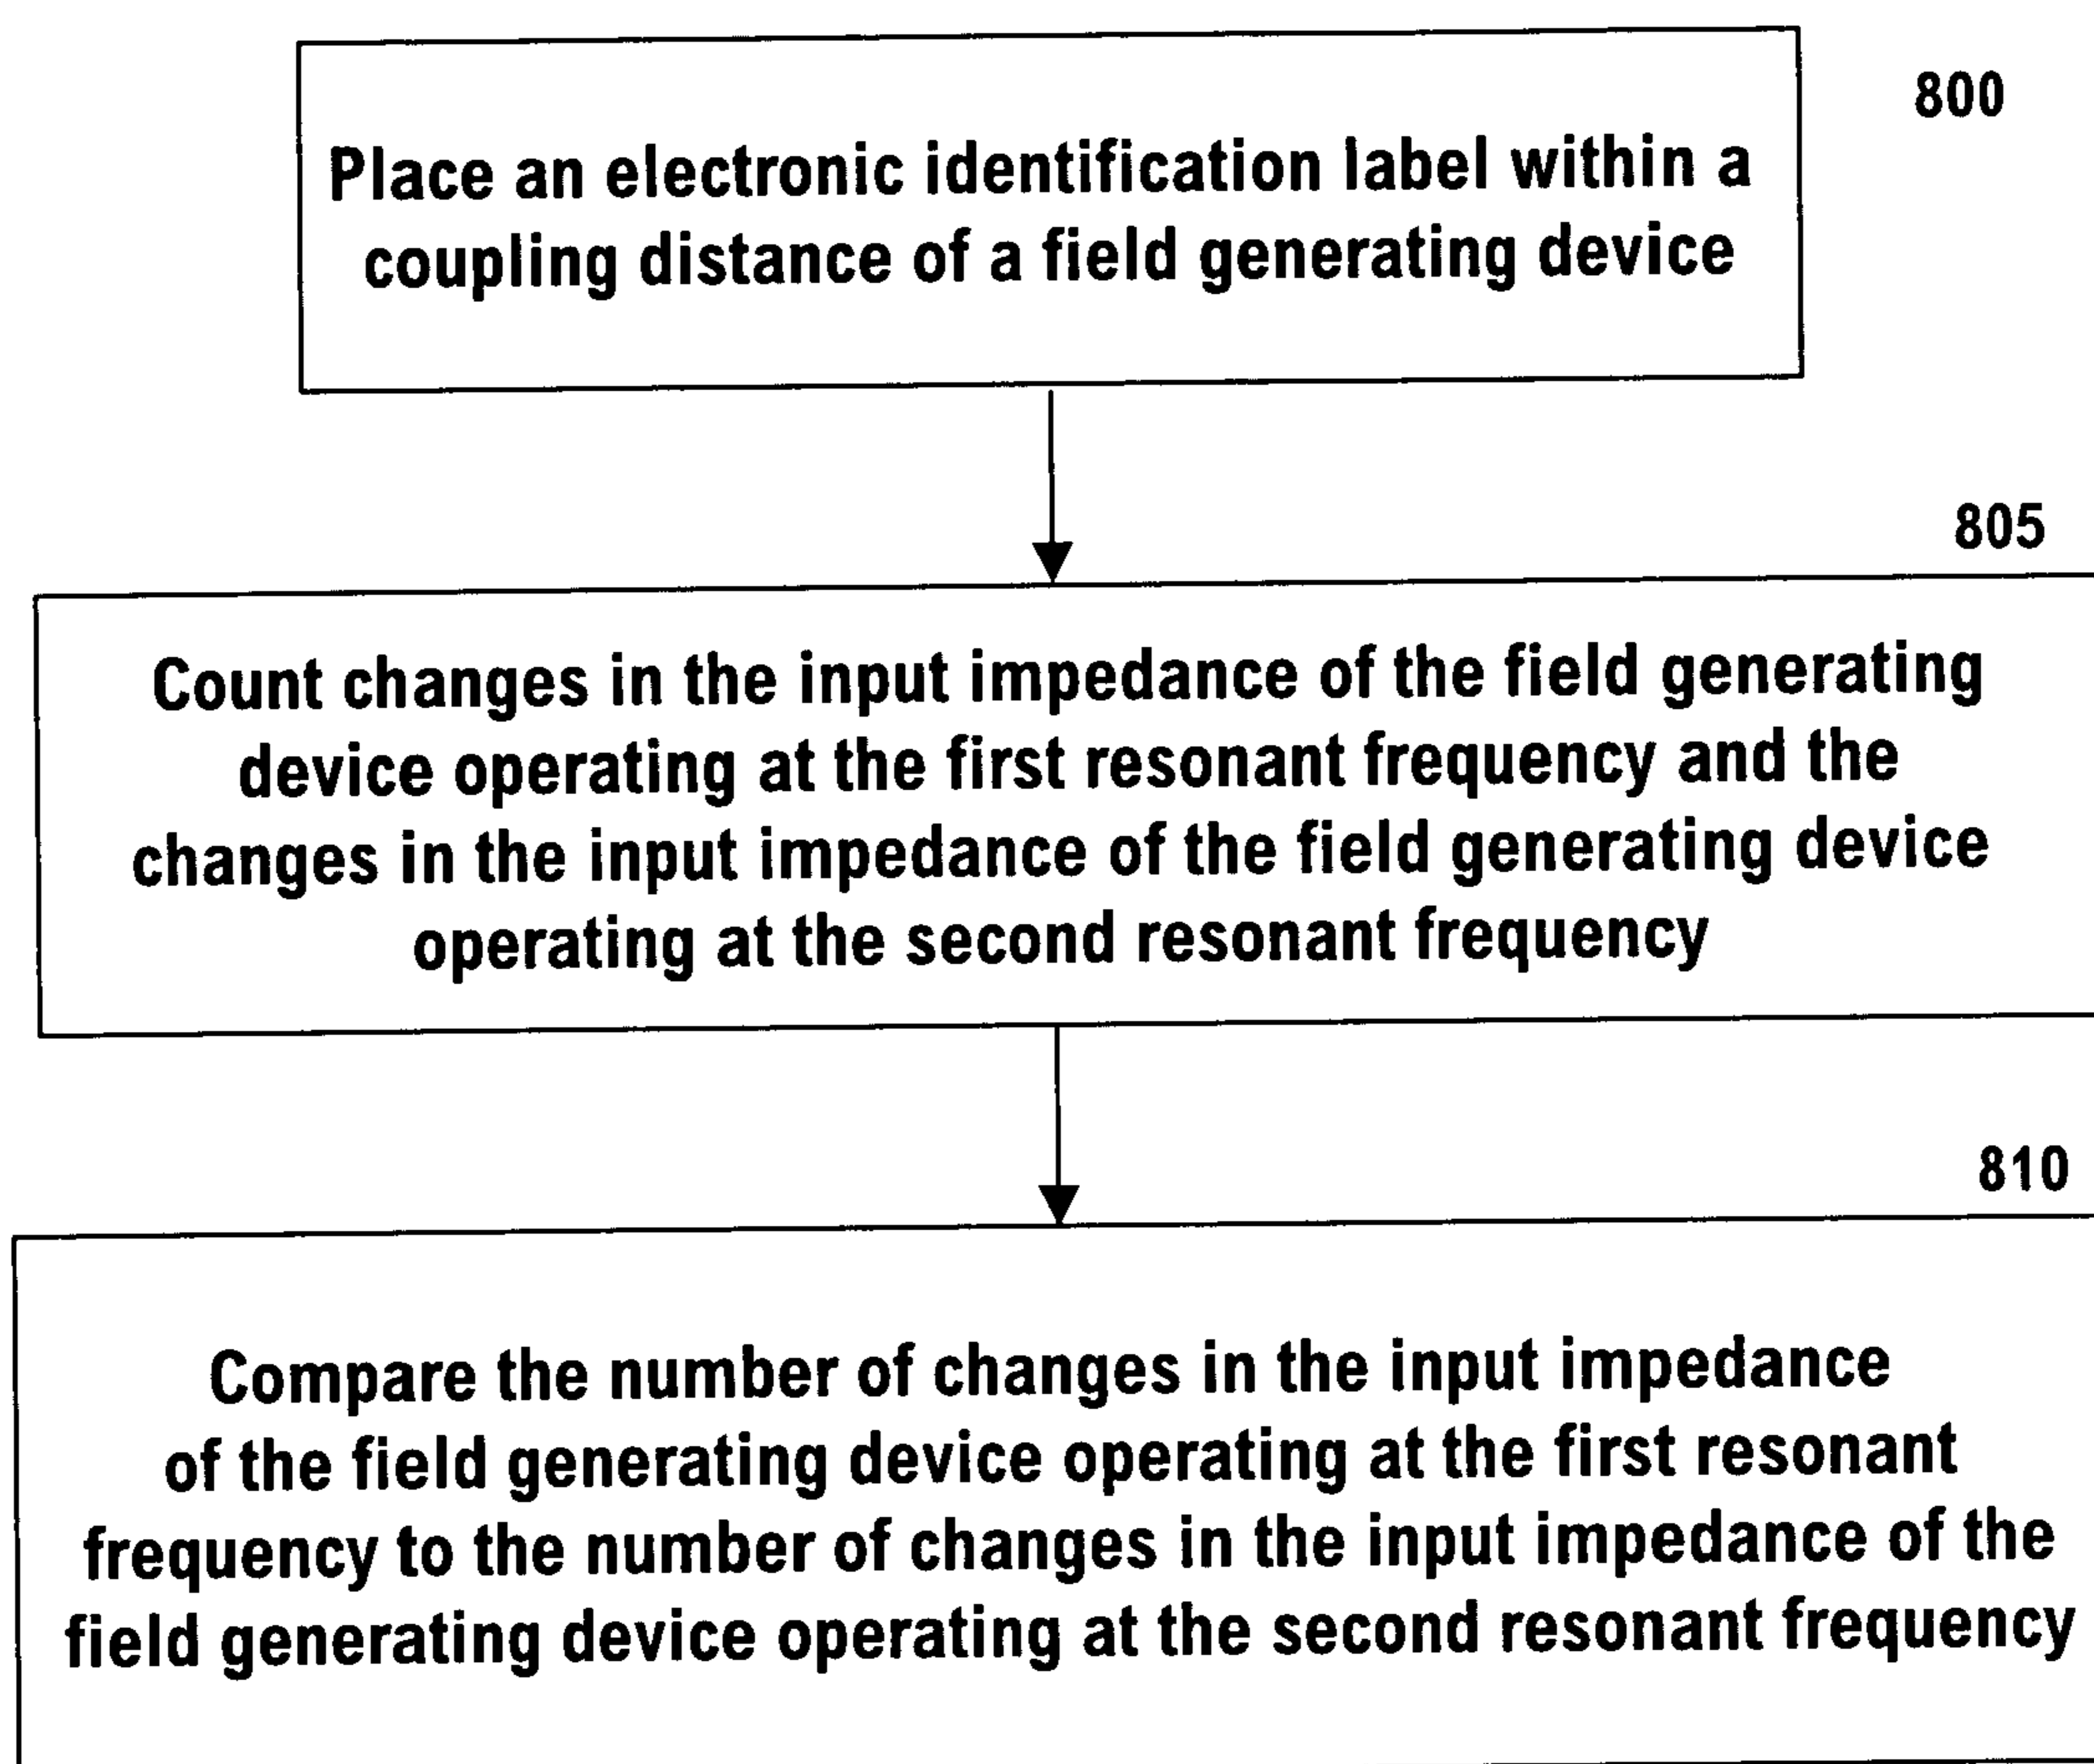 800
Place an electronic identification label within a
coupling distance of a field generating device
805
Count changes in the input impedance of the field generating
device operating at the first resonant frequency and the
changes in the input impedance of the field generating device
operating at the second resonant frequency
810
Compare the number of changes in the input impedance
of the field generating device operating at the first resonant
frequency to the number of changes in the input impedance of the
field generating device operating at the second resonant frequency